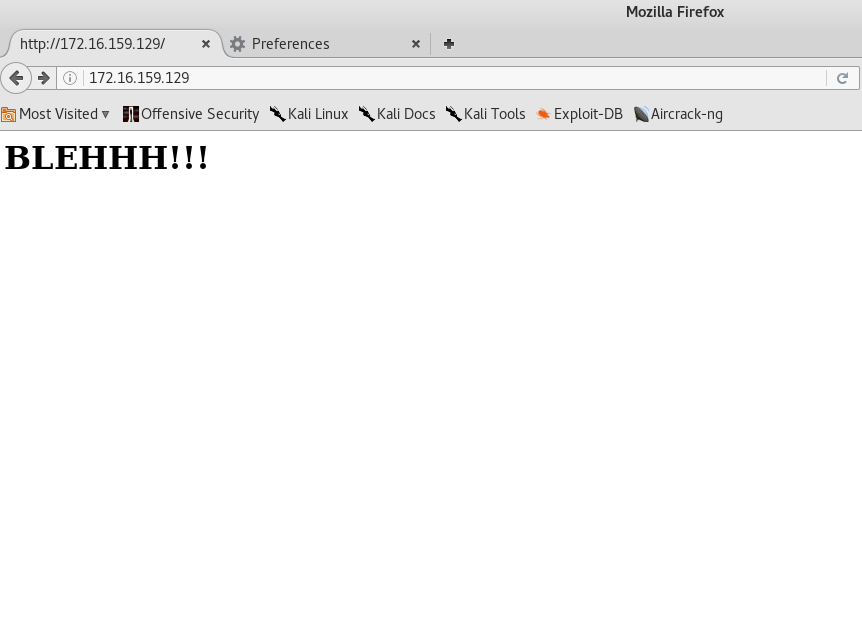 Mozilla Firefox
http://172.16.159.129/ Preferences
172.16.159.129
Most Visited Offensive Security Kali Linux Kali Docs Kali Tools Exploit-DB Aircrack-ng
BLEHHH!!!